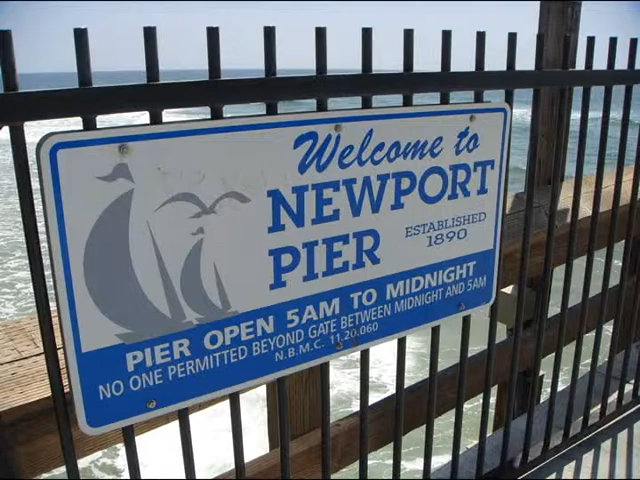 Welcome to
NEWPORT
PIER
ESTABLISHED
1890
PIER OPEN 5AM TO MIDNIGHT
NO ONE PERMITTED BEYOND GATE BETWEEN MIDNIGHT AND 5AM
N.B.M.C. 11.20.060